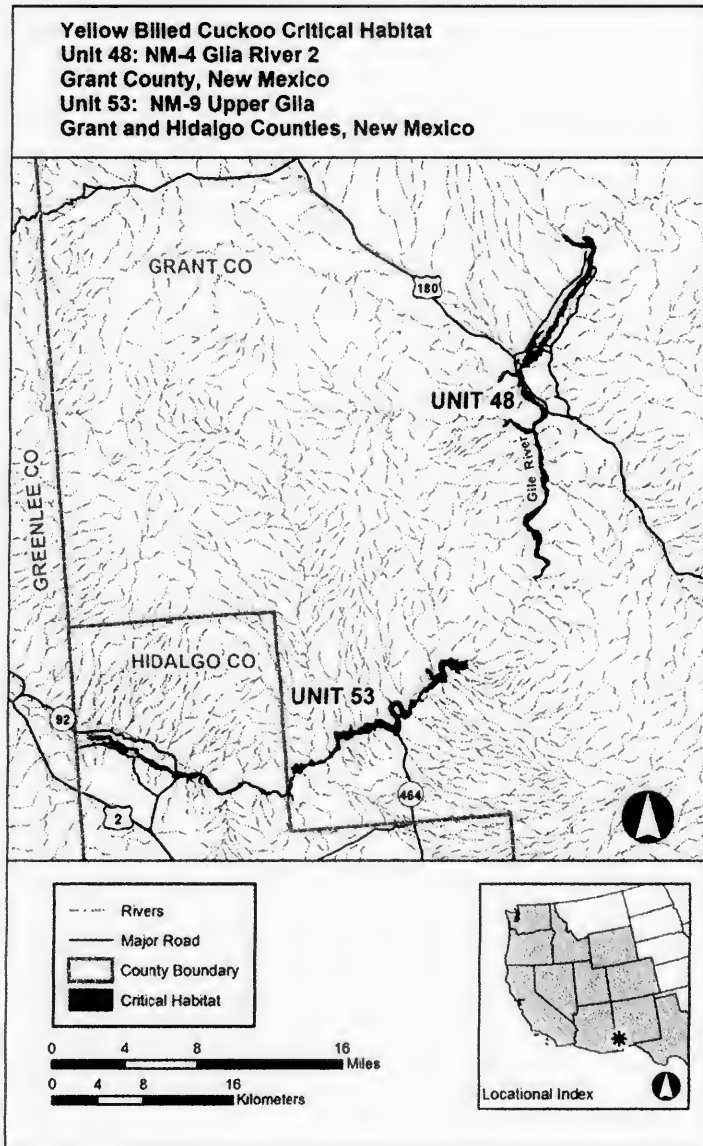 Yellow Billed Cuckoo Critical Habitat
Unit 48: NM-4 Gila River 2
Grant County, New Mexico
Unit 53: NM-9 Upper Gila
Grant and Hidalgo Counties, New Mexico
GRANT CO
180
UNIT 48
Gila River
GREENLEE CO
HIDALGO CO
UNIT 53
92
464
2
Rivers
Major Road
County Boundary
Critical Habitat
0 4 8 16
Miles
0 4 8 16
Kilometers
Locational Index